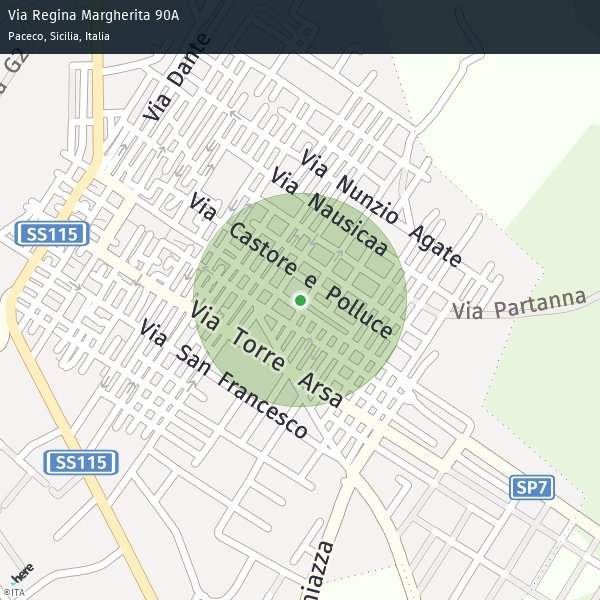 Via Regina Margherita 90A
Paceco, Sicilia, Italia
G2
Via Dante
Via Nunzio Agate
Via Nausicaa
Via Castore e Polluce
SS115
Via Partanna
Via Torre Arsa
Via San Francesco
SS115
SP7
here
©ITA